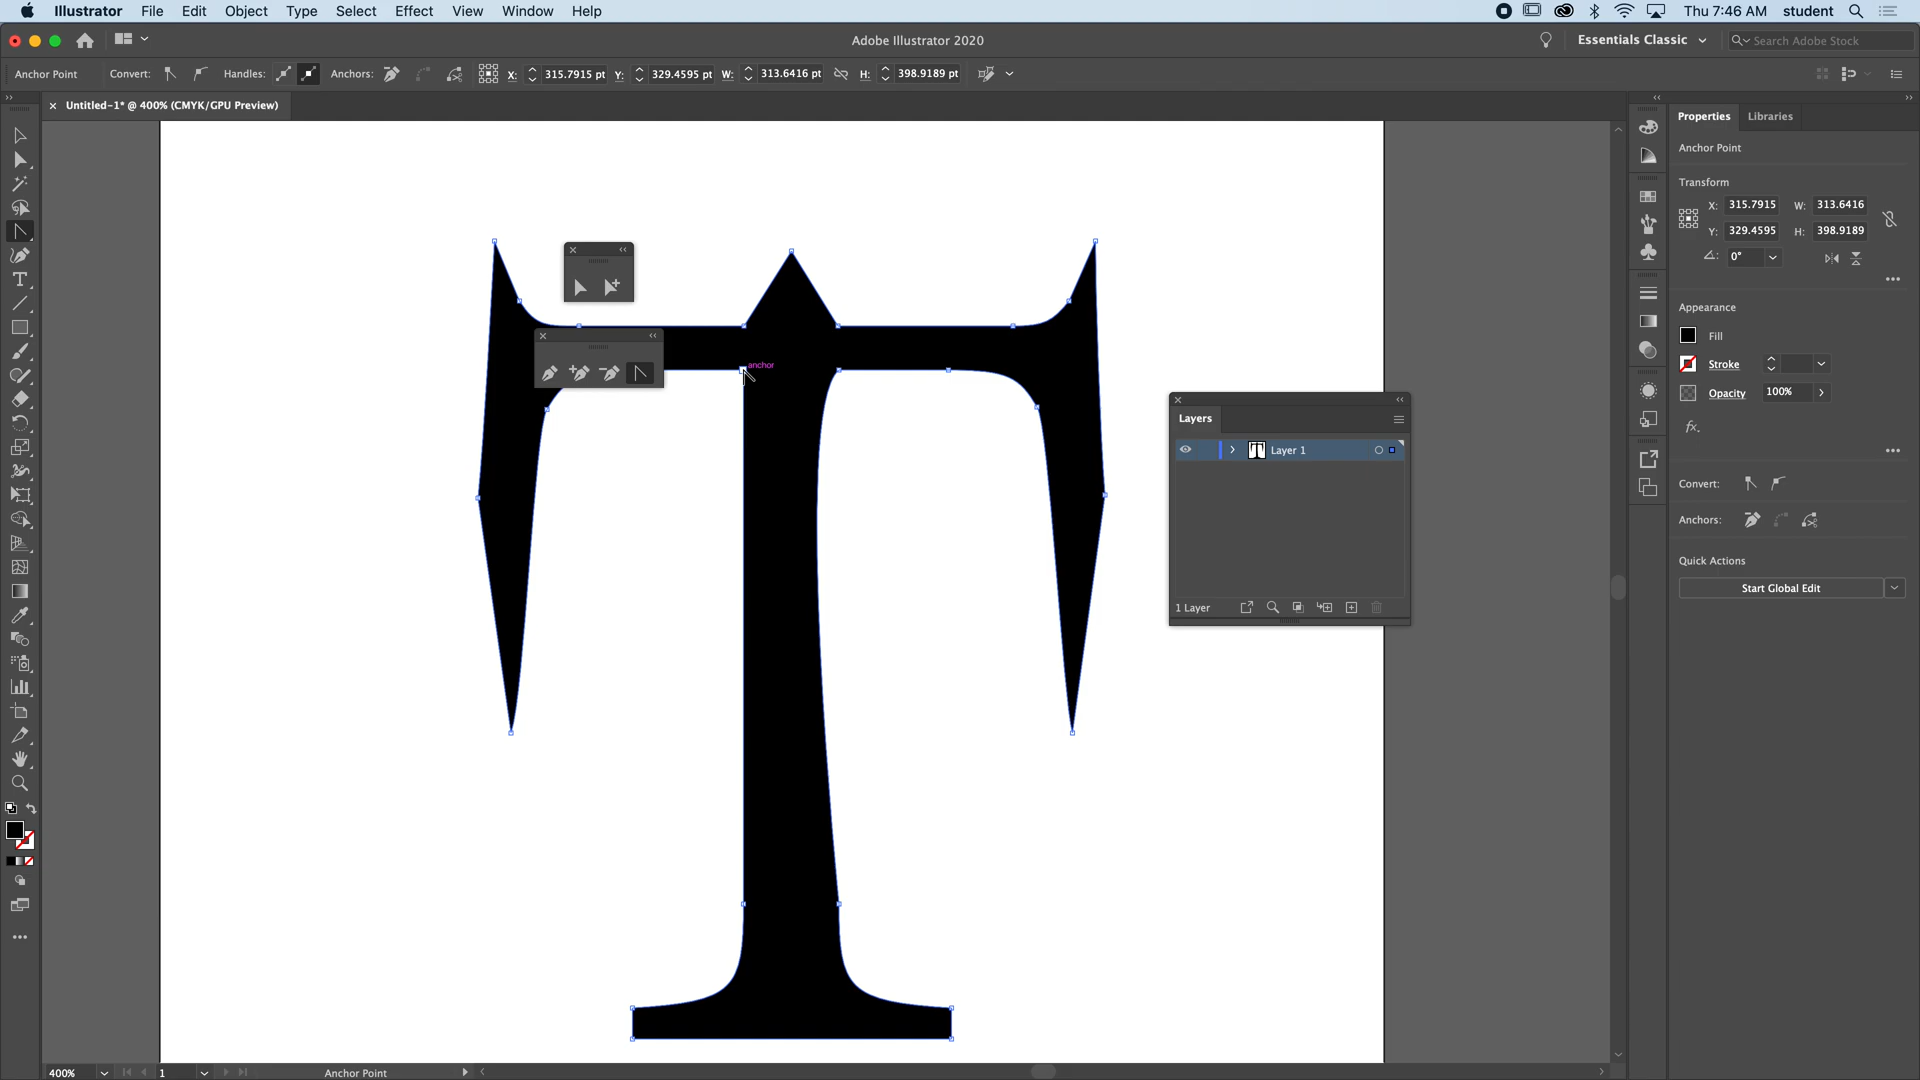 Illustrator File Edit Object Type Select Effect View Window Help Thu 7:46 AM student
Adobe Illustrator 2020 Essentials Classic Search Adobe Stock
Anchor Point Convert: Handles: Anchors: X: 315.7915 pt Y: 329.4595 pt W: 313.6416 pt H: 398.9189 pt
× Untitled-1* @ 400% (CMYK/GPU Preview)
Properties Libraries
Anchor Point
Transform
X: 315.7915 W: 313.6416
Y: 329.4595 H: 398.9189
0°
Appearance
Fill
Stroke
Opacity 100%
fx.
Convert:
Anchors:
Quick Actions
Start Global Edit
anchor
T
Layers
Layer 1
1 Layer
400% 1 Anchor Point